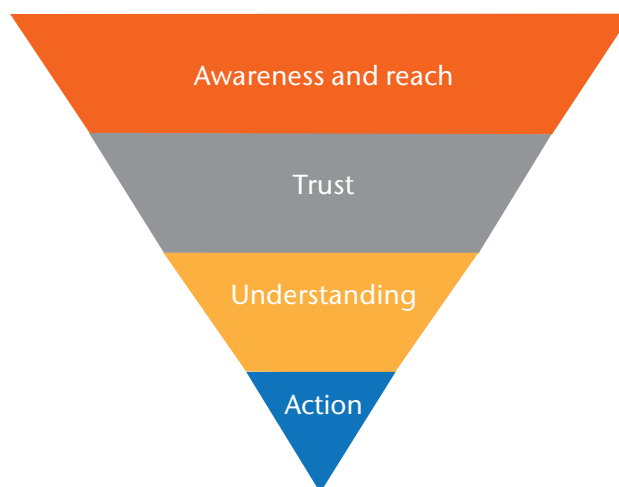 Awareness and reach
Trust
Understanding
Action